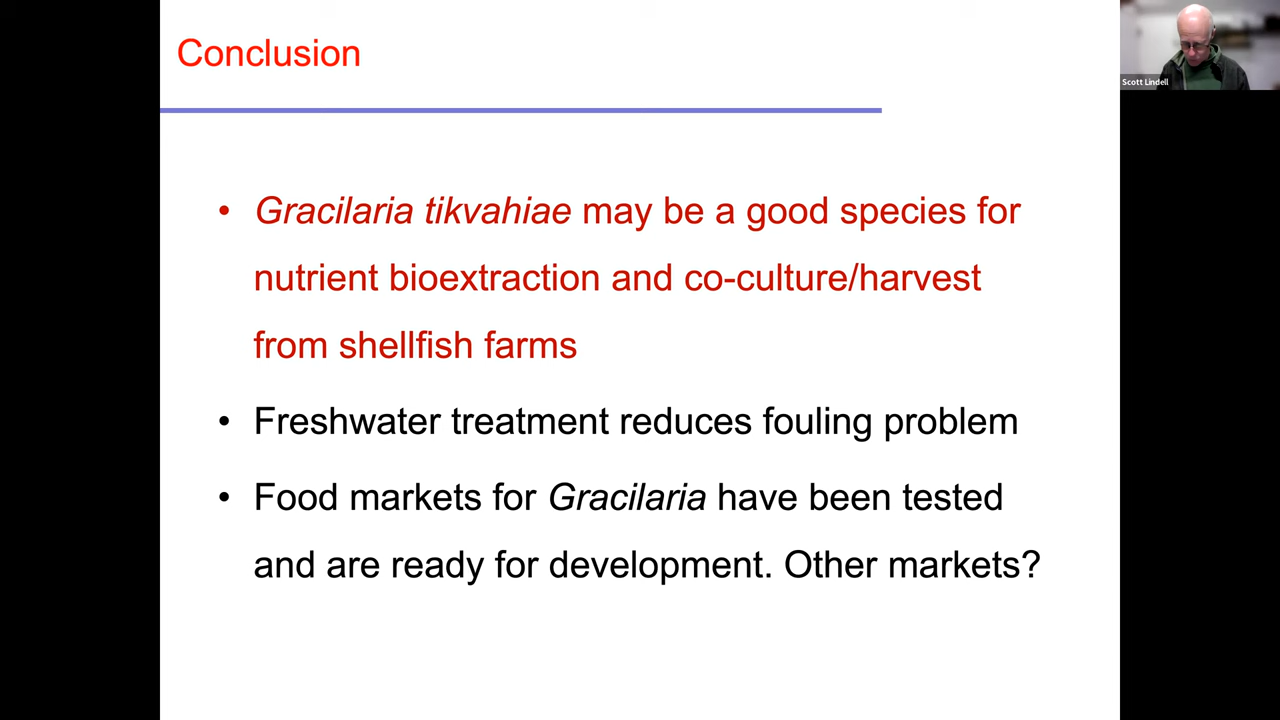 Conclusion
Scott Lindell
• Gracilaria tikvahiae may be a good species for
nutrient bioextraction and co-culture/harvest
from shellfish farms
• Freshwater treatment reduces fouling problem
• Food markets for Gracilaria have been tested
and are ready for development. Other markets?